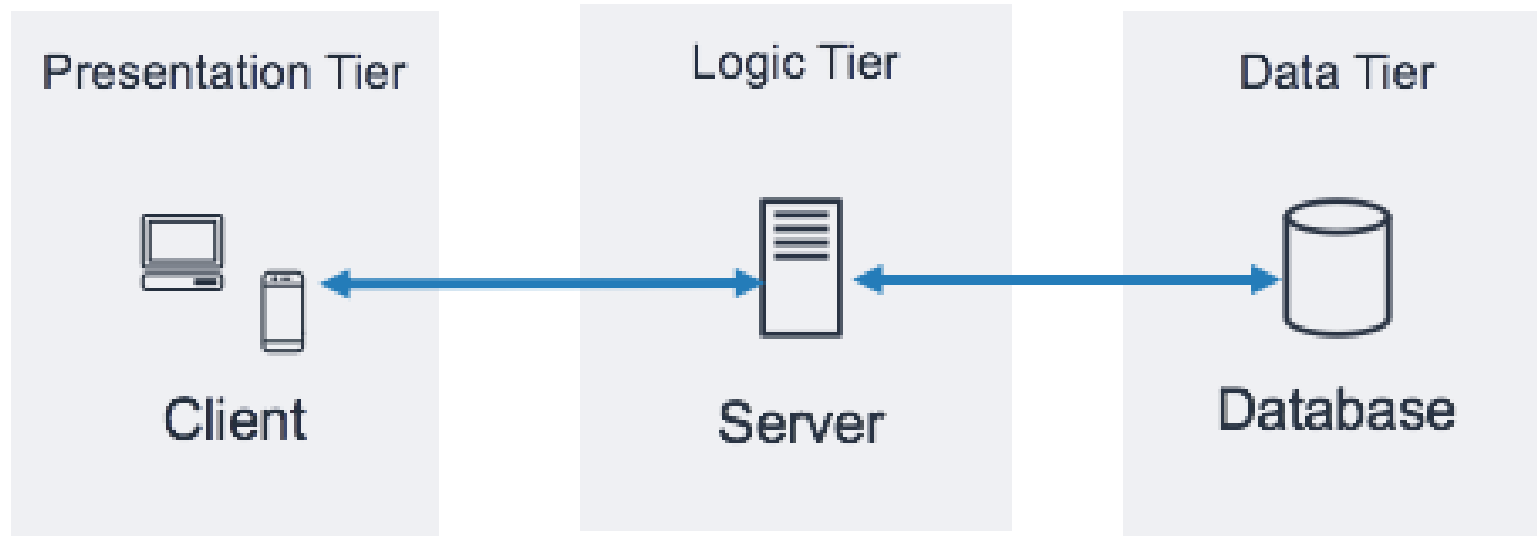 Presentation Tier
Client
Logic Tier
Server
Data Tier
Database